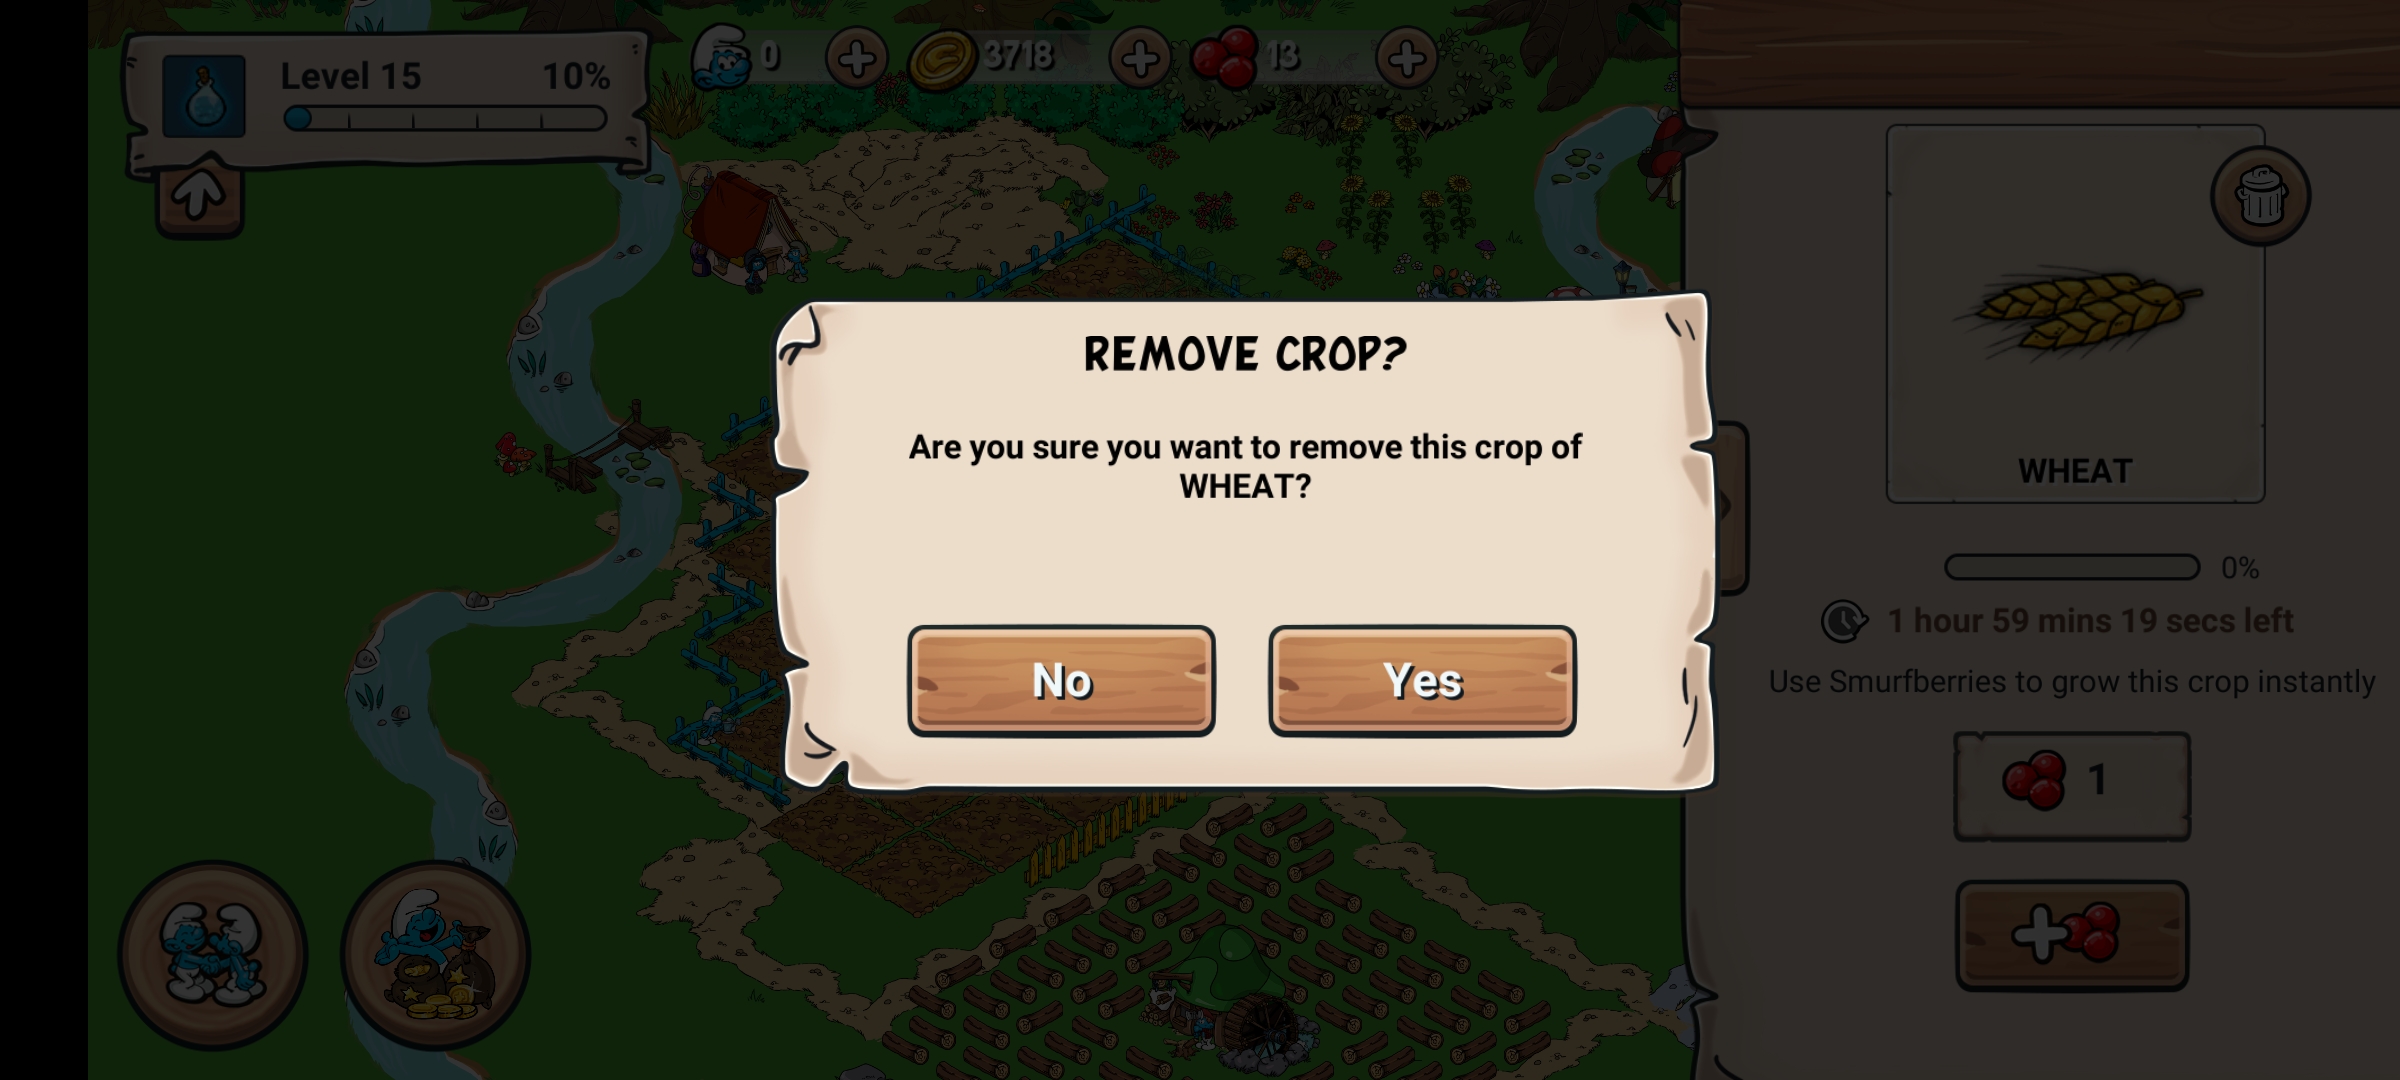 Level 15
10%
0
3718
13
REMOVE CROP?
Are you sure you want to remove this crop of
WHEAT?
No
Yes
WHEAT
0%
1 hour 59 mins 19 secs left
Use Smurfberries to grow this crop instantly
1